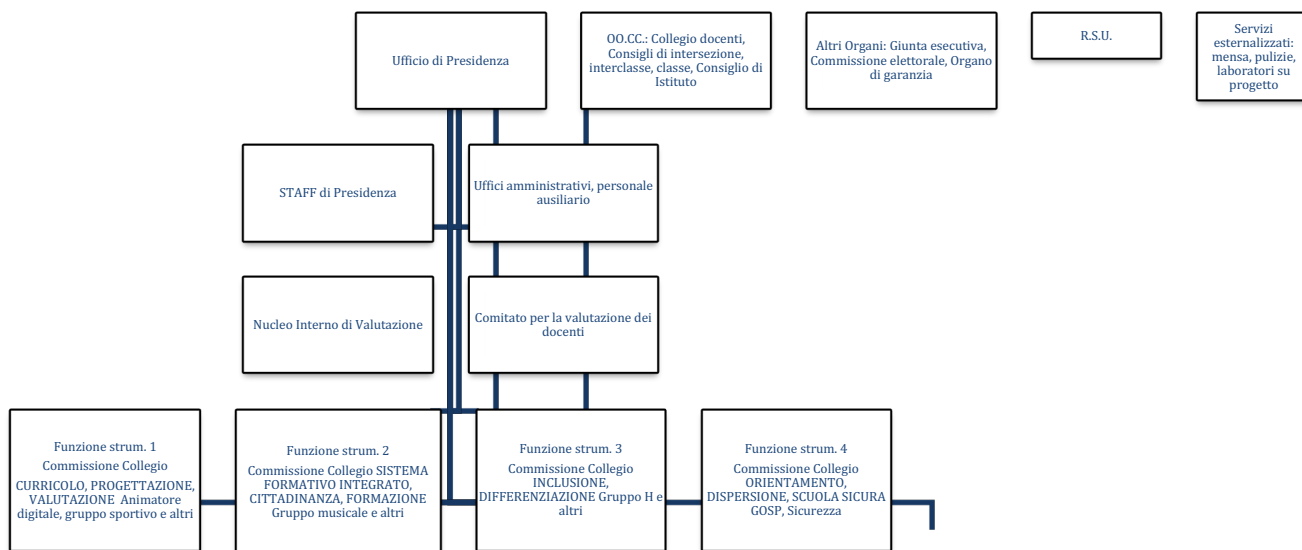 Ufficio di Presidenza
OO.CC.: Collegio docenti,
Consigli di intersezione,
interclasse, classe, Consiglio di
Istituto
Altri Organi: Giunta esecutiva,
Commissione elettorale, Organo
di garanzia
R.S.U.
Servizi
esternalizzati:
mensa, pulizie,
laboratori su
progetto
STAFF di Presidenza
Uffici amministrativi, personale
ausiliario
Nucleo Interno di Valutazione
Comitato per la valutazione dei
docenti
Funzione strum. 1
Commissione Collegio
CURRICOLO, PROGETTAZIONE,
VALUTAZIONE Animatore
digitale, gruppo sportivo e altri
Funzione strum. 2
Commissione Collegio SISTEMA
FORMATIVO INTEGRATO,
CITTADINANZA, FORMAZIONE
Gruppo musicale e altri
Funzione strum. 3
Commissione Collegio
INCLUSIONE,
DIFFERENZIAZIONE Gruppo H e
altri
Funzione strum. 4
Commissione Collegio
ORIENTAMENTO,
DISPERSIONE, SCUOLA SICURA
GOSP, Sicurezza